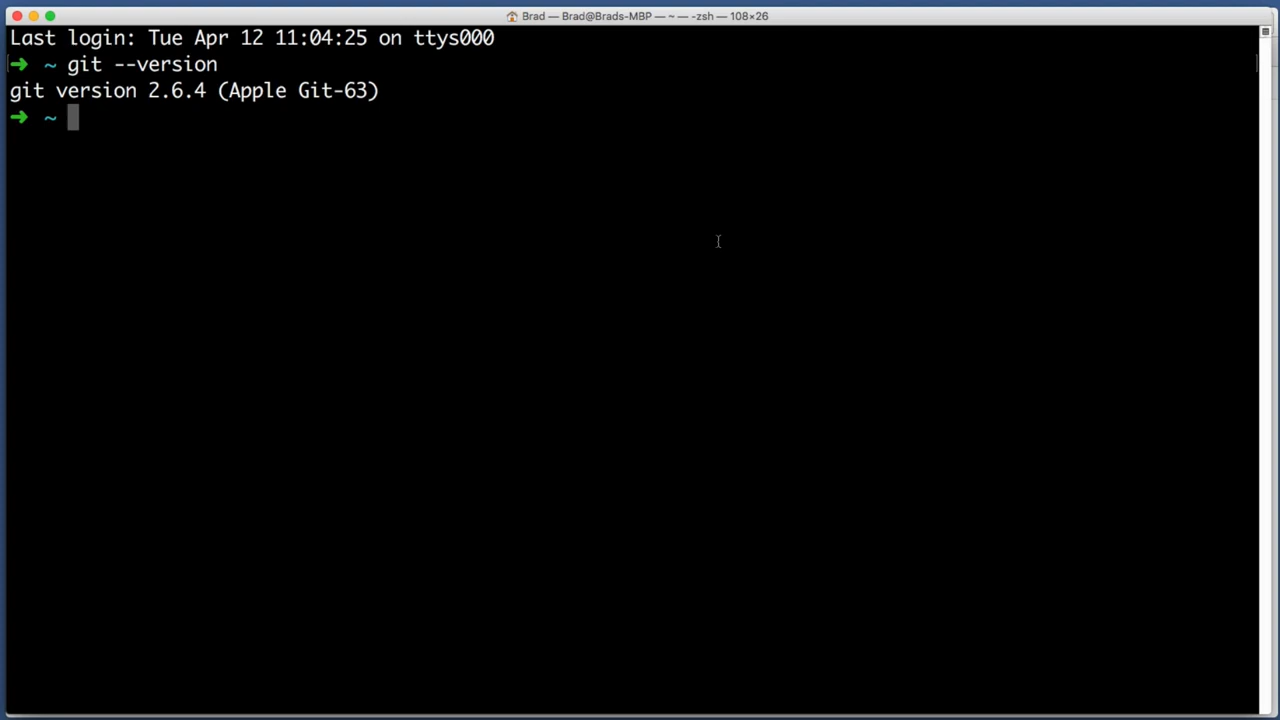 Brad — Brad@Brads-MBP — ~ — -zsh — 108×26
Last login: Tue Apr 12 11:04:25 on ttys000
➜ ~ git --version
git version 2.6.4 (Apple Git-63)
➜ ~